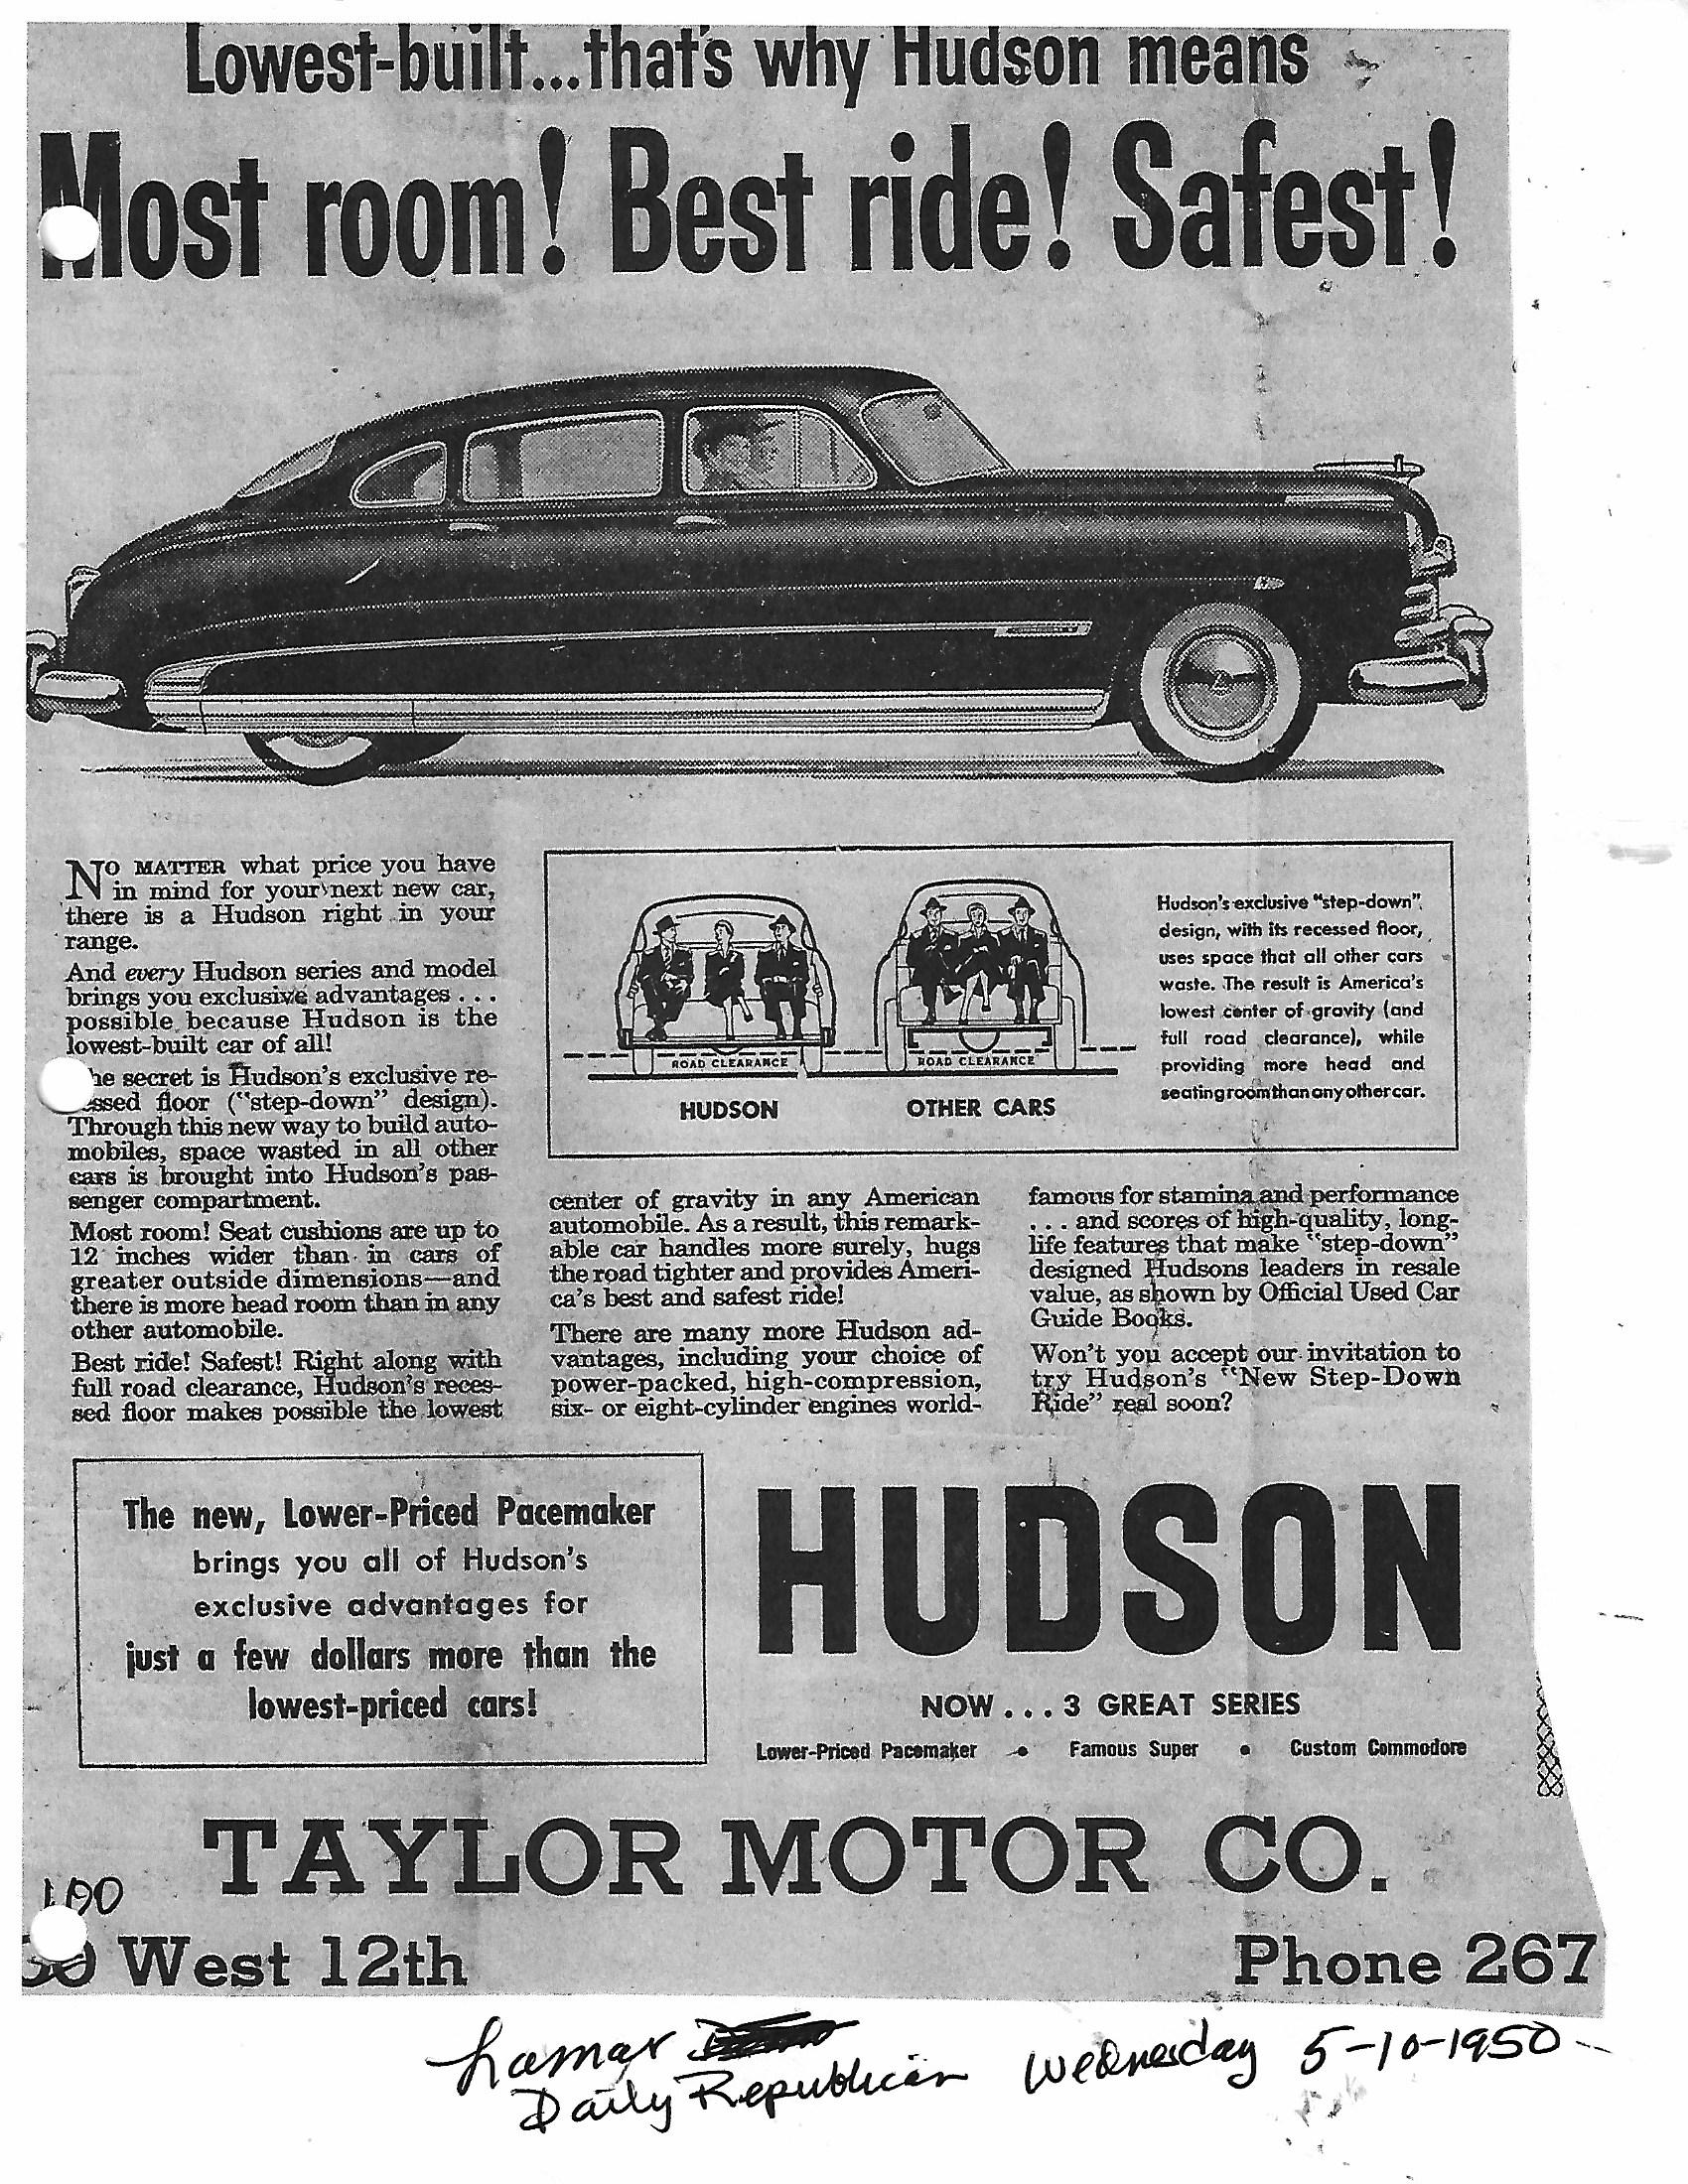 Lowest-built...that's why Hudson means
Most room! Best ride! Safest!
NO MATTER what price you have
in mind for your next new car,
there is a Hudson right in your
range.
And every Hudson series and model
brings you exclusive advantages . . .
possible because Hudson is the
lowest-built car of all!
he secret is Hudson's exclusive re-
ssed floor ("step-down" design).
Through this new way to build auto-
mobiles, space wasted in all other
cars is brought into Hudson's pas-
senger compartment.
Most room! Seat cushions are up to
12 inches wider than in cars of
greater outside dimensions—and
there is more head room than in any
other automobile.
Best ride! Safest! Right along with
full road clearance, Hudson's reces-
sed floor makes possible the lowest
ROAD CLEARANCE
HUDSON
ROAD CLEARANCE
OTHER CARS
Hudson's exclusive "step-down"
design, with its recessed floor,
uses space that all other cars
waste. The result is America's
lowest center of gravity (and
full road clearance), while
providing more head and
seating room than any other car.
center of gravity in any American
automobile. As a result, this remark-
able car handles more surely, hugs
the road tighter and provides Ameri-
ca's best and safest ride!
There are many more Hudson ad-
vantages, including your choice of
power-packed, high-compression,
six- or eight-cylinder engines world-
famous for stamina and performance
. . . and scores of high-quality, long-
life features that make "step-down"
designed Hudsons leaders in resale
value, as shown by Official Used Car
Guide Books.
Won't you accept our invitation to
try Hudson's "New Step-Down
Ride" real soon?
The new, Lower-Priced Pacemaker
brings you all of Hudson's
exclusive advantages for
just a few dollars more than the
lowest-priced cars!
HUDSON
NOW . . . 3 GREAT SERIES
Lower-Priced Pacemaker • Famous Super • Custom Commodore
TAYLOR MOTOR CO.
100
West 12th Phone 267
Lamar
Daily Republican Wednesday 5-10-1950